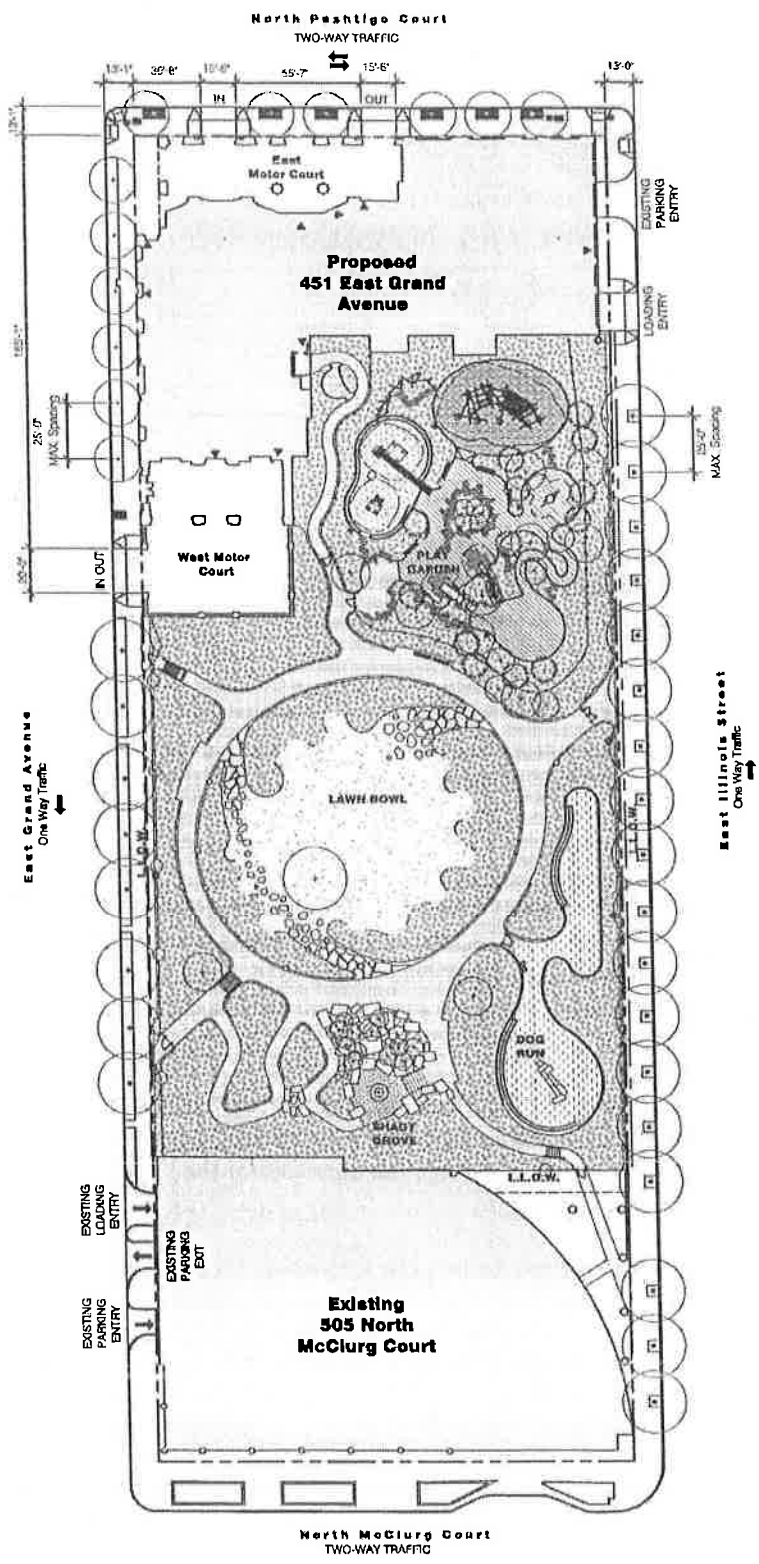 North Peshtigo Court
TWO-WAY TRAFFIC
13'-1"
55'-7"
15'-6"
13'-0"
IN
OUT
East
Motor Court
EXISTING
PARKING
ENTRY
Proposed
451 East Grand
Avenue
LOADING
ENTRY
25'-0"
MAX. Spacing
25'-0"
MAX. Spacing
West Motor
Court
IN OUT
PLAY
GARDEN
East Grand Avenue
One Way Traffic
East Illinois Street
One Way Traffic
LAWN BOWL
DOG
RUN
SHADY
GROVE
L.L.O.W.
EXISTING
LOADING
ENTRY
EXISTING
PARKING
EXIT
EXISTING
PARKING
ENTRY
Existing
505 North
McClurg Court
North McClurg Court
TWO-WAY TRAFFIC